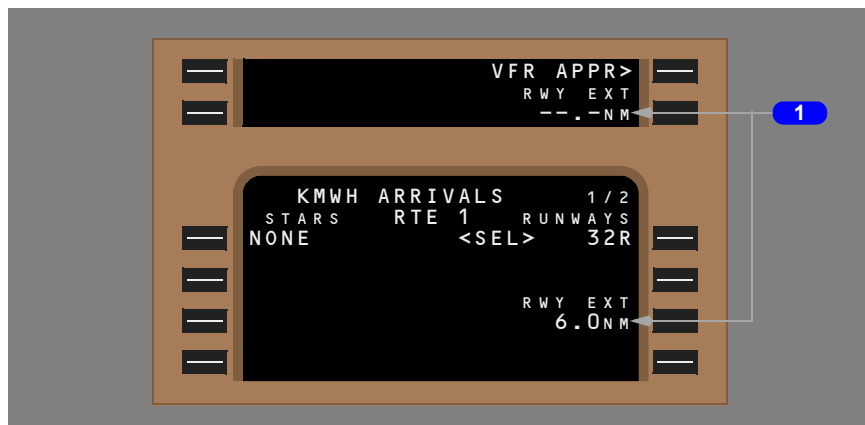 VFR APPR>
RWY EXT
--.-NM
1
KMWH ARRIVALS 1/2
STARS RTE 1 RUNWAYS
NONE <SEL> 32R
RWY EXT
6.0NM